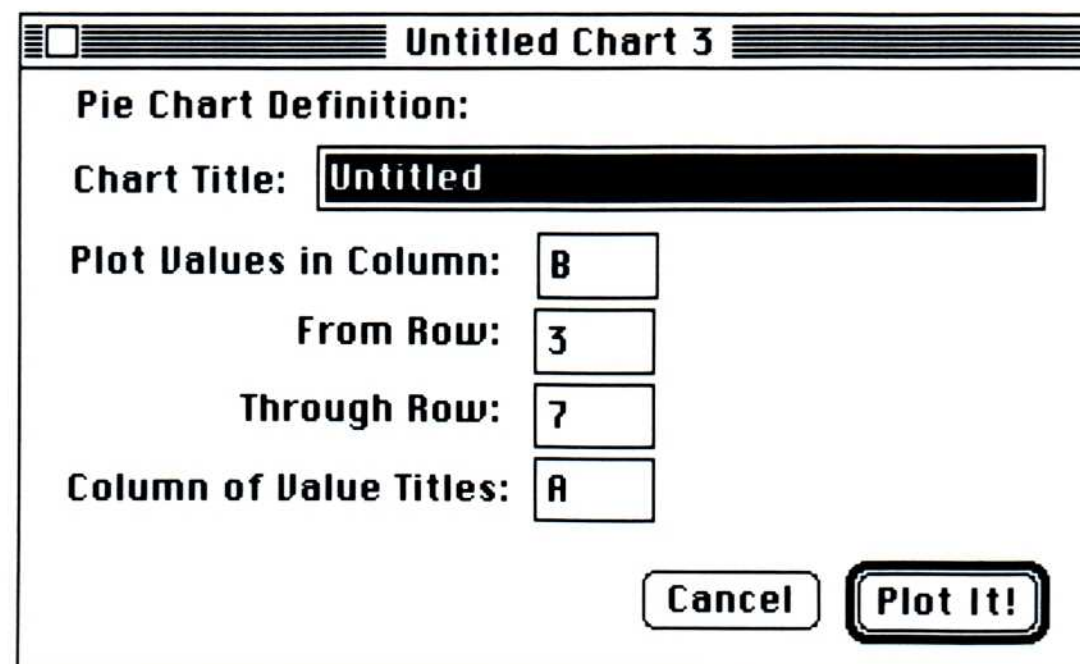 Untitled Chart 3
Pie Chart Definition:
Chart Title: Untitled
Plot Values in Column: B
From Row: 3
Through Row: 7
Column of Value Titles: A
Cancel Plot It!